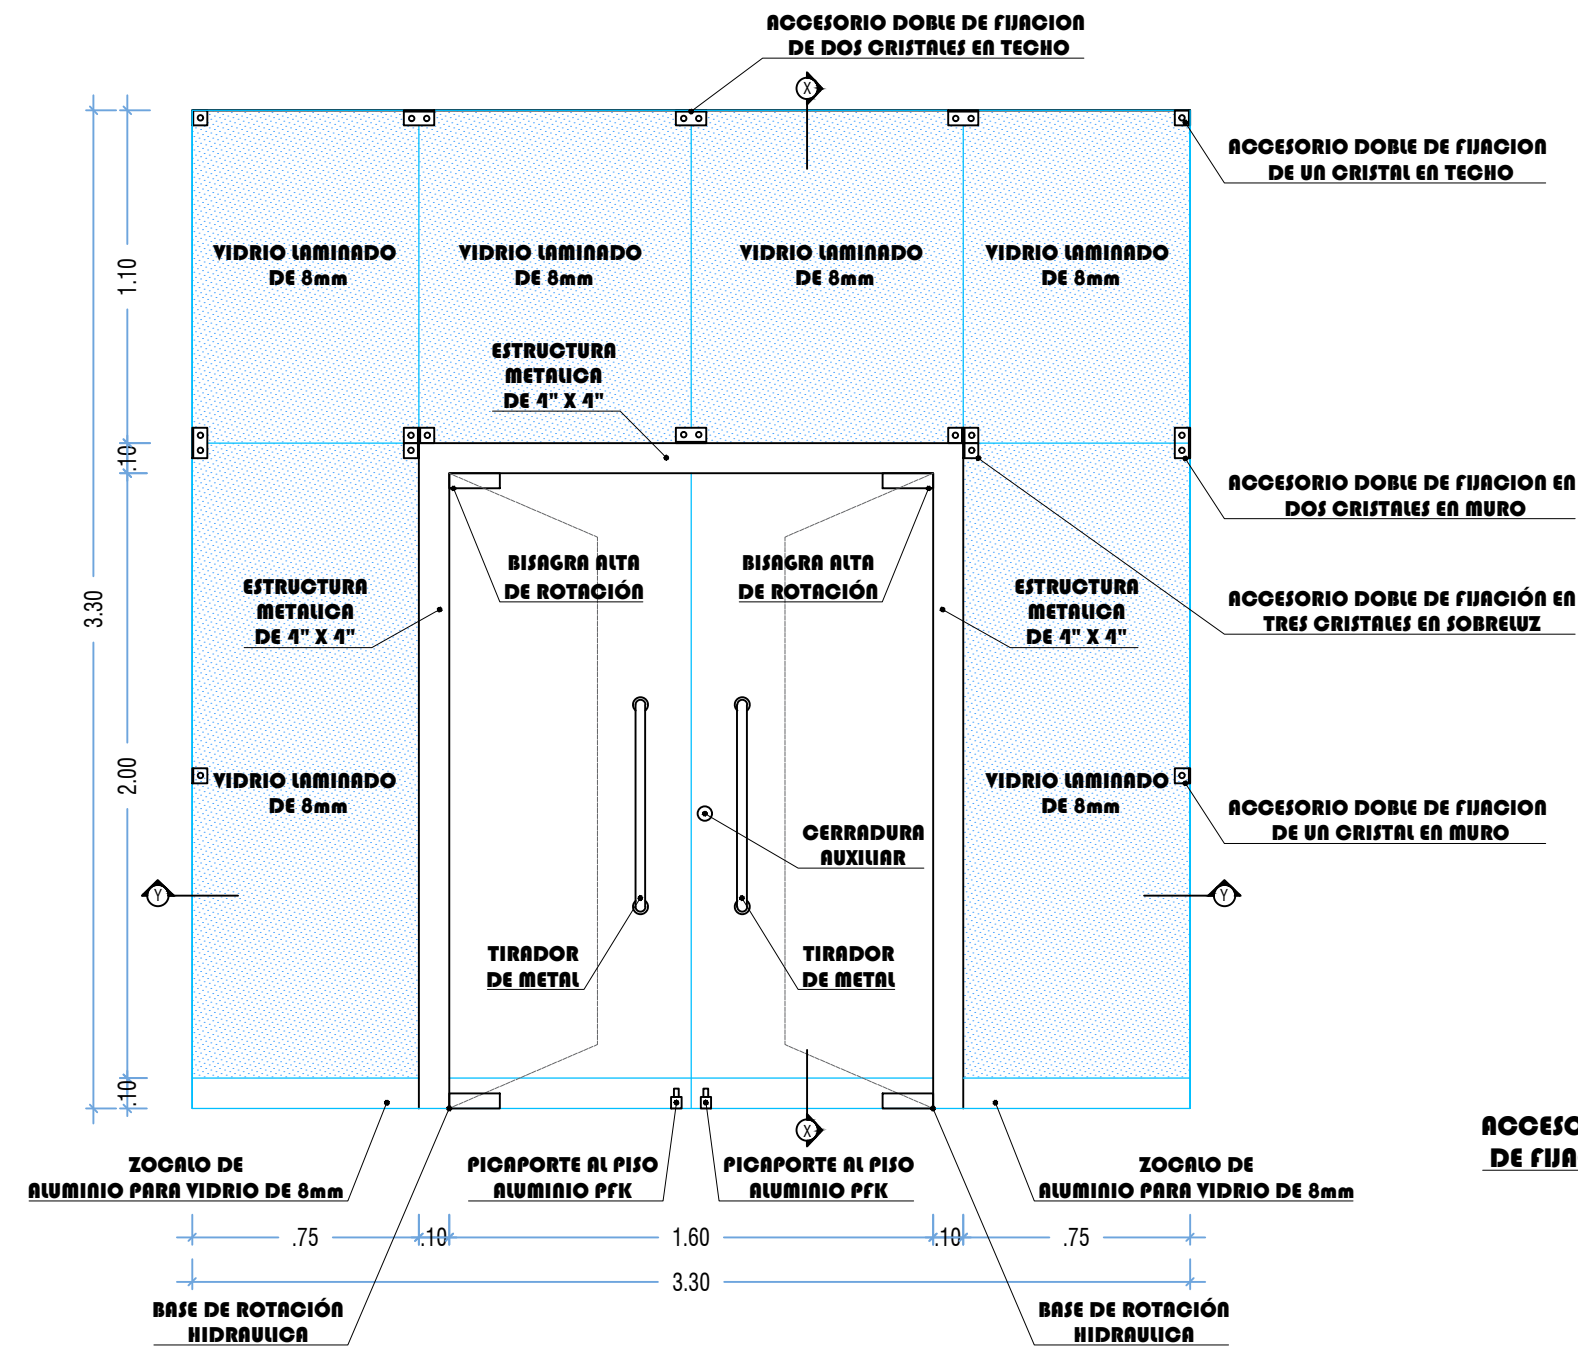 ACCESORIO DOBLE DE FIJACION
DE DOS CRISTALES EN TECHO
X
ACCESORIO DOBLE DE FIJACION
DE UN CRISTAL EN TECHO
VIDRIO LAMINADO
DE 8mm
VIDRIO LAMINADO
DE 8mm
VIDRIO LAMINADO
DE 8mm
VIDRIO LAMINADO
DE 8mm
1.10
ESTRUCTURA
METALICA
DE 4" X 4"
.10
ACCESORIO DOBLE DE FIJACION EN
DOS CRISTALES EN MURO
BISAGRA ALTA
DE ROTACIÓN
BISAGRA ALTA
DE ROTACIÓN
3.30
ESTRUCTURA
METALICA
DE 4" X 4"
ESTRUCTURA
METALICA
DE 4" X 4"
ACCESORIO DOBLE DE FIJACIÓN EN
TRES CRISTALES EN SOBRELUZ
2.00
VIDRIO LAMINADO
DE 8mm
VIDRIO LAMINADO
DE 8mm
ACCESORIO DOBLE DE FIJACION
DE UN CRISTAL EN MURO
CERRADURA
AUXILIAR
Y
Y
TIRADOR
DE METAL
TIRADOR
DE METAL
.10
X
ACCESO
DE FIJA
ZOCALO DE
ALUMINIO PARA VIDRIO DE 8mm
PICAPORTE AL PISO
ALUMINIO PFK
PICAPORTE AL PISO
ALUMINIO PFK
ZOCALO DE
ALUMINIO PARA VIDRIO DE 8mm
.75
.10
1.60
.10
.75
3.30
BASE DE ROTACIÓN
HIDRAULICA
BASE DE ROTACIÓN
HIDRAULICA